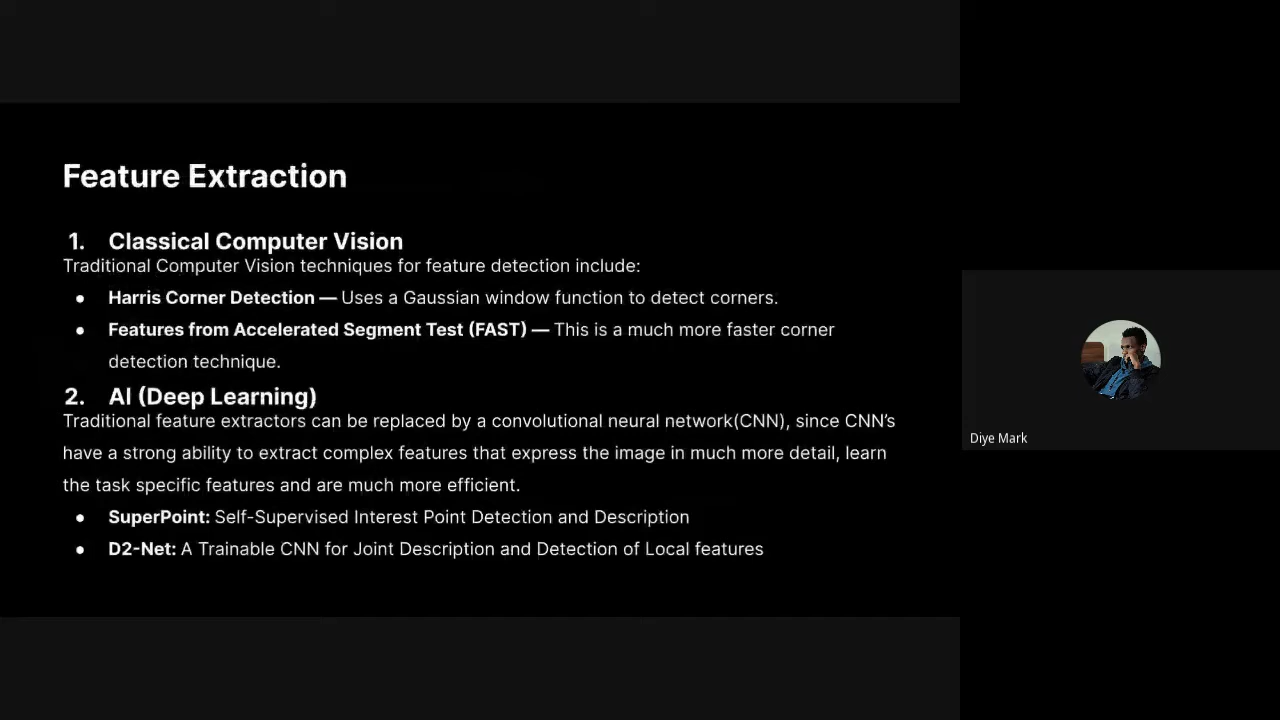 Feature Extraction
1. Classical Computer Vision
Traditional Computer Vision techniques for feature detection include:
● Harris Corner Detection — Uses a Gaussian window function to detect corners.
● Features from Accelerated Segment Test (FAST) — This is a much more faster corner
detection technique.
2. AI (Deep Learning)
Traditional feature extractors can be replaced by a convolutional neural network(CNN), since CNN’s
have a strong ability to extract complex features that express the image in much more detail, learn
the task specific features and are much more efficient.
● SuperPoint: Self-Supervised Interest Point Detection and Description
● D2-Net: A Trainable CNN for Joint Description and Detection of Local features
Diye Mark